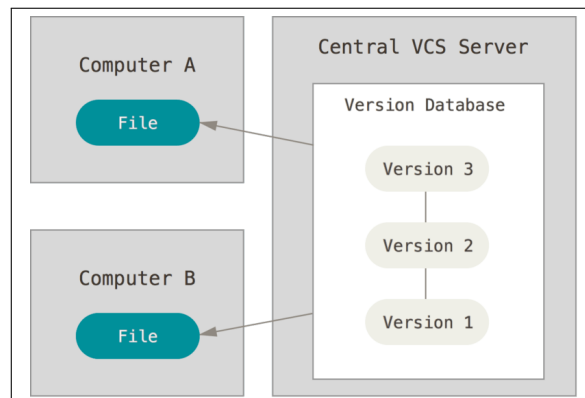 Computer A
File
Computer B
File
Central VCS Server
Version Database
Version 3
Version 2
Version 1